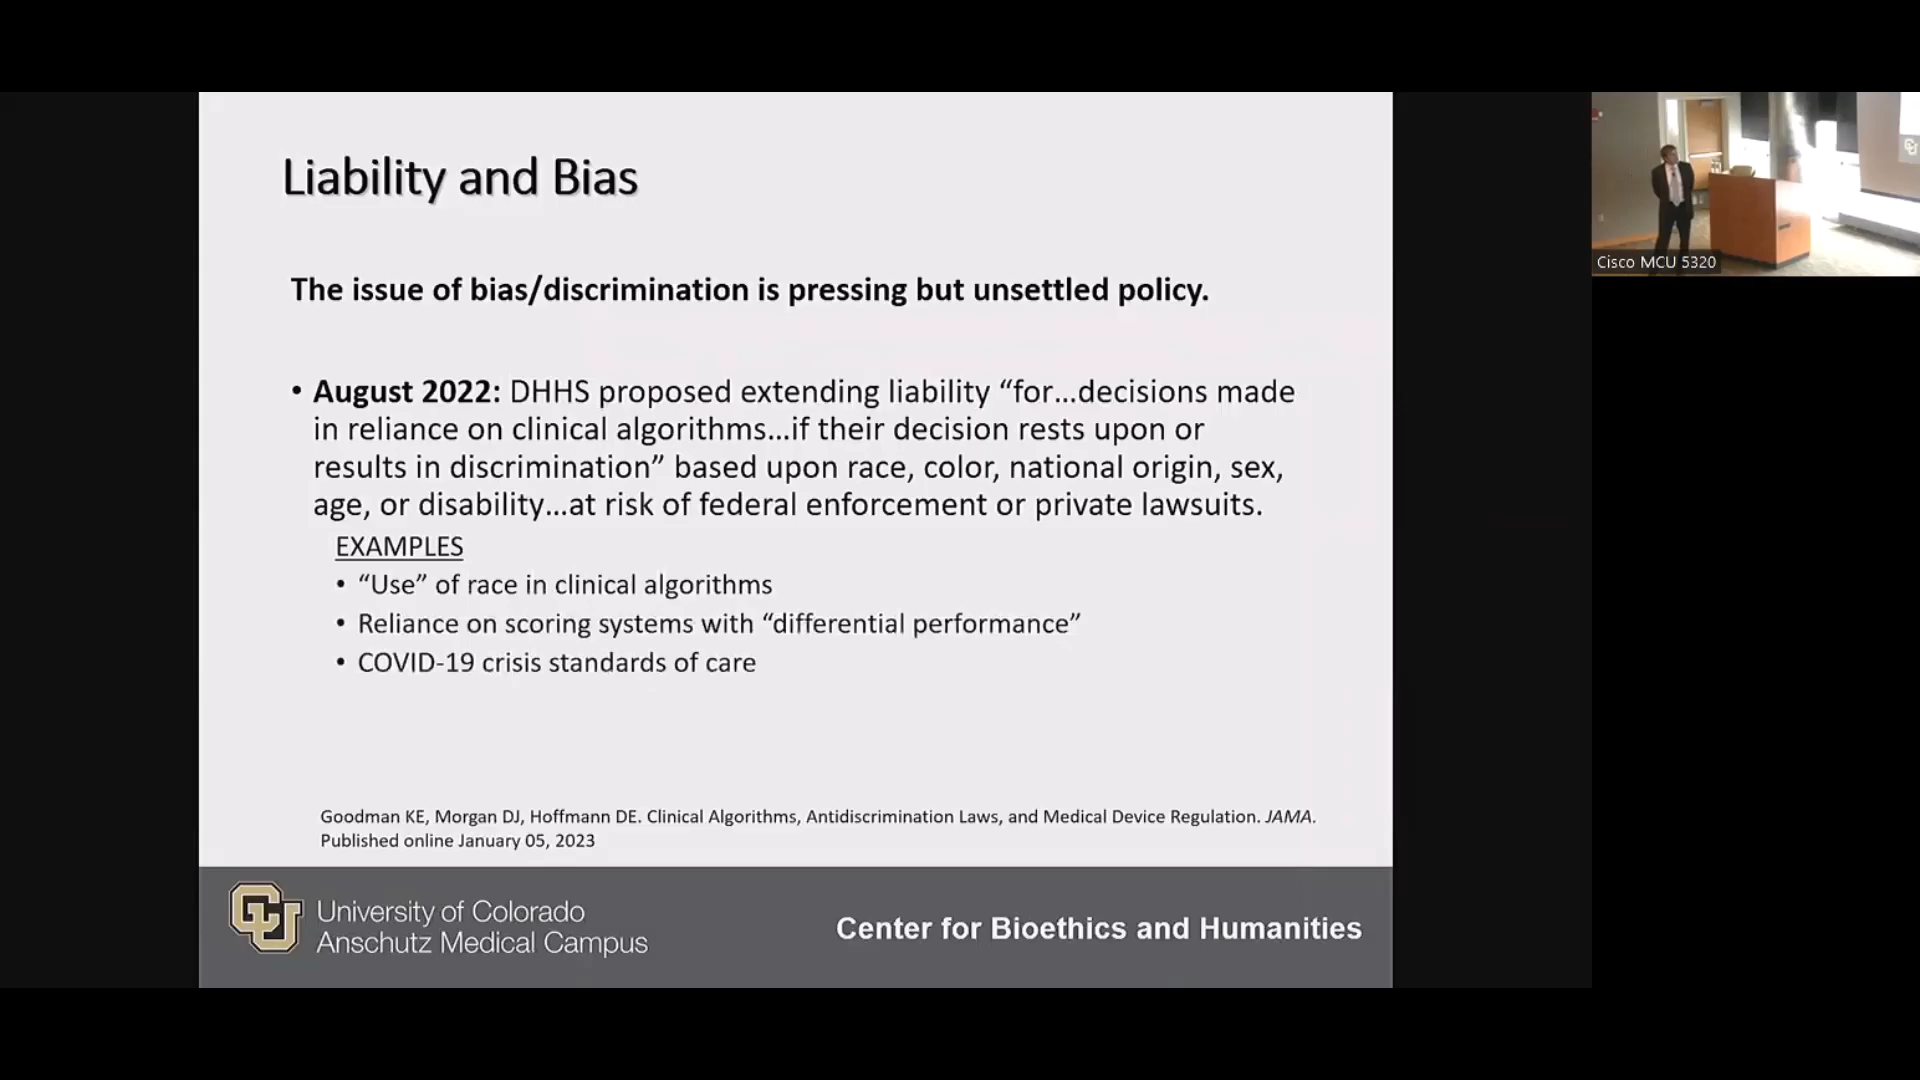 Liability and Bias
The issue of bias/discrimination is pressing but unsettled policy.
• August 2022: DHHS proposed extending liability “for...decisions made
in reliance on clinical algorithms...if their decision rests upon or
results in discrimination” based upon race, color, national origin, sex,
age, or disability...at risk of federal enforcement or private lawsuits.
EXAMPLES
• “Use” of race in clinical algorithms
• Reliance on scoring systems with “differential performance”
• COVID-19 crisis standards of care
Goodman KE, Morgan DJ, Hoffmann DE. Clinical Algorithms, Antidiscrimination Laws, and Medical Device Regulation. JAMA.
Published online January 05, 2023
CU
University of Colorado
Anschutz Medical Campus
Center for Bioethics and Humanities
Cisco MCU 5320